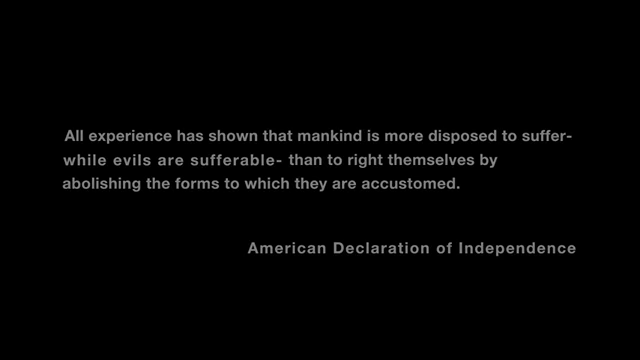 All experience has shown that mankind is more disposed to suffer-
while evils are sufferable- than to right themselves by
abolishing the forms to which they are accustomed.
American Declaration of Independence